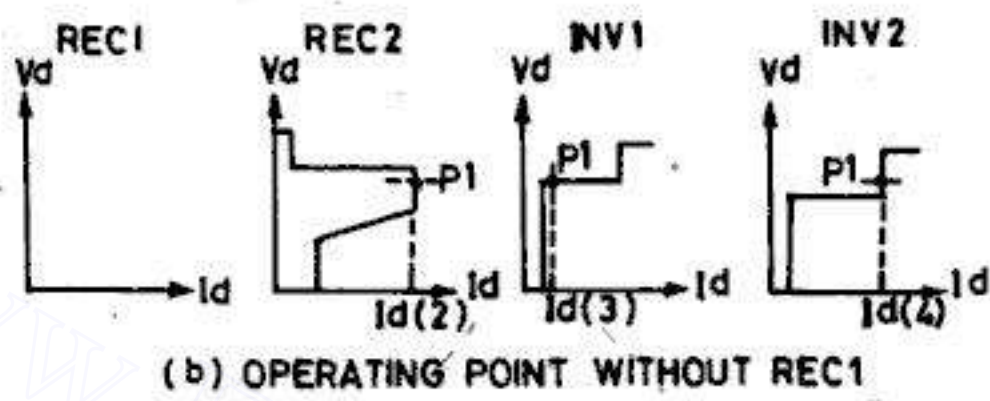 REC1 REC2 INV1 INV2
Vd Vd Vd Vd
P1 P1 P1
Id Id Id Id
Id(2) Id(3) Id(4)
(b) OPERATING POINT WITHOUT REC1